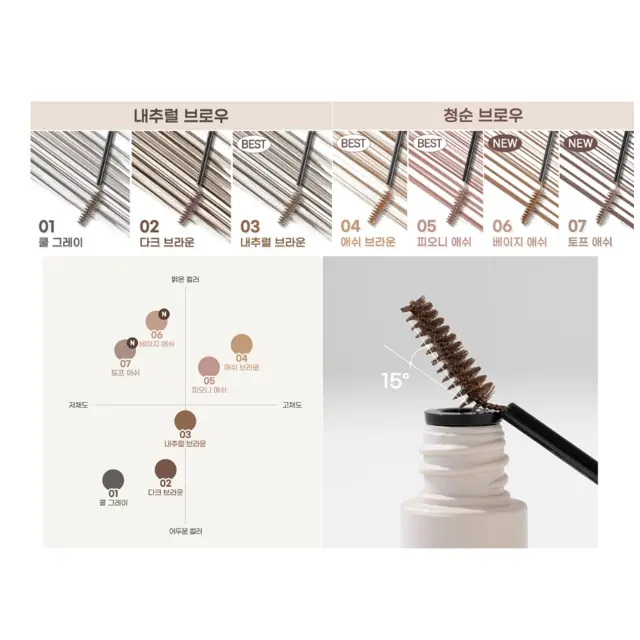 내추럴 브로우
청순 브로우
BEST
BEST
BEST
NEW
NEW
01
쿨 그레이
02
다크 브라운
03
내추럴 브라운
04
애쉬 브라운
05
피오니 애쉬
06
베이지 애쉬
07
토프 애쉬
밝은 컬러
N
06
베이지 애쉬
N
07
토프 애쉬
04
애쉬 브라운
05
피오니 애쉬
저채도
고채도
03
내추럴 브라운
02
다크 브라운
01
쿨 그레이
어두운 컬러
15°